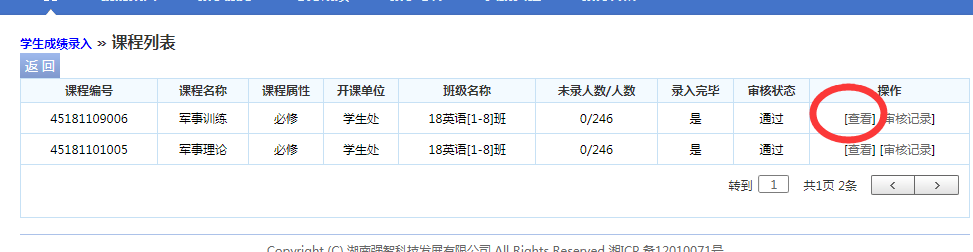 学生成绩录入 » 课程列表
返 回
课程编号 课程名称 课程属性 开课单位 班级名称 未录人数/人数 录入完毕 审核状态 操作
45181109006 军事训练 必修 学生处 18英语[1-8]班 0/246 是 通过 [查看] [审核记录]
45181101005 军事理论 必修 学生处 18英语[1-8]班 0/246 是 通过 [查看] [审核记录]
转到 1 共1页 2条 < >
Copyright (C) 湖南强智科技发展有限公司 All Rights Reserved 湘ICP 备12010071号